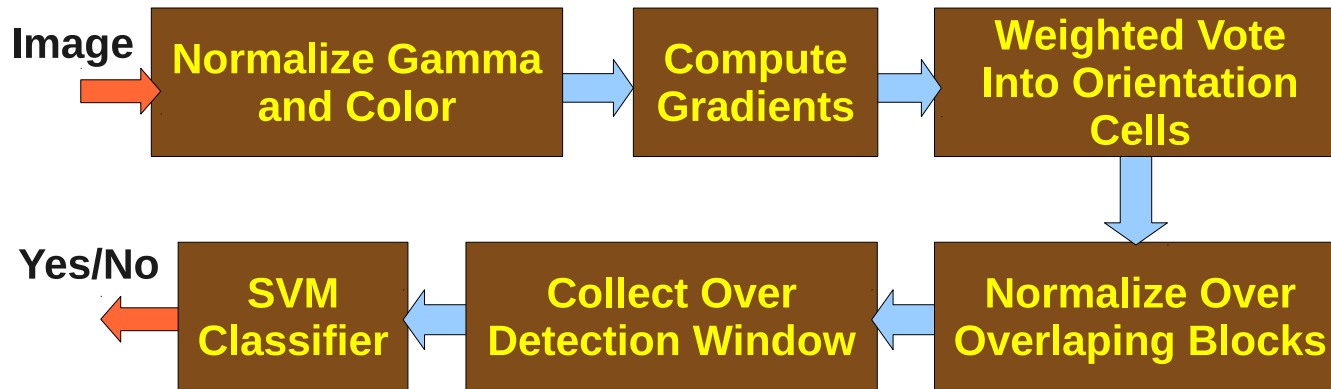 Image
Normalize Gamma
and Color
Compute
Gradients
Weighted Vote
Into Orientation
Cells
Normalize Over
Overlaping Blocks
Collect Over
Detection Window
SVM
Classifier
Yes/No